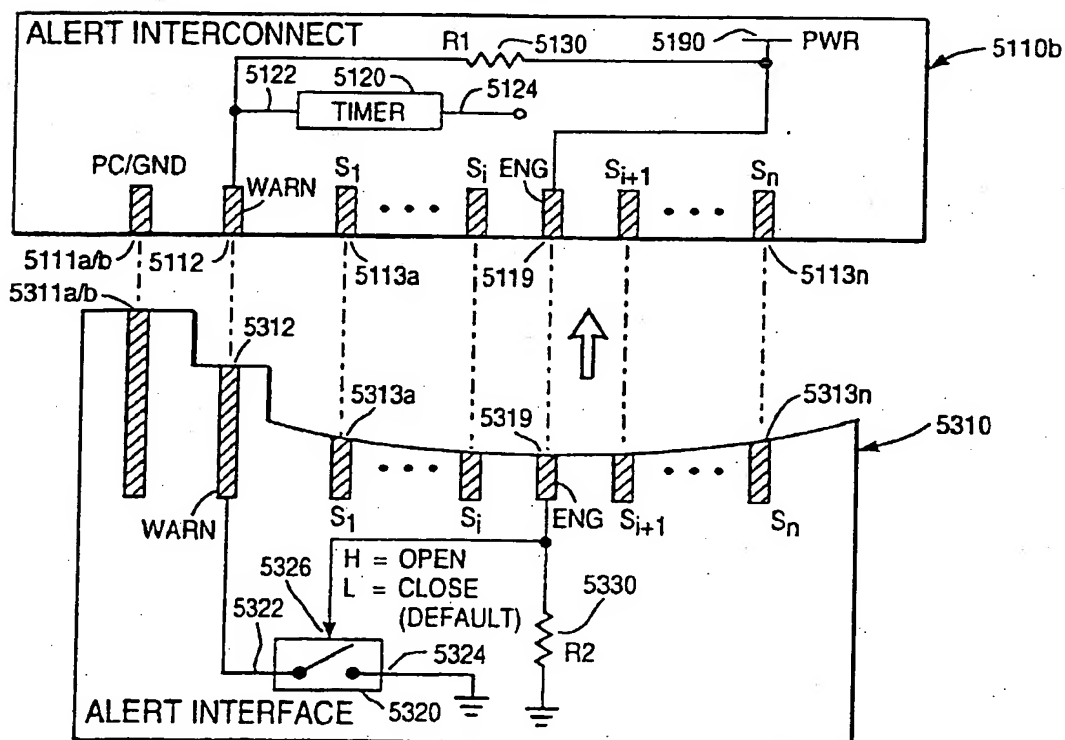 ALERT INTERCONNECT
R1
5130
5190
PWR
5110b
5122
5120
5124
TIMER
PC/GND
WARN
S1
Si
ENG
Si+1
Sn
5111a/b
5112
5113a
5119
5113n
5311a/b
5312
5313a
5319
5313n
5310
WARN
S1
Si
ENG
Si+1
Sn
H = OPEN
L = CLOSE
(DEFAULT)
5326
5330
5322
5324
R2
ALERT INTERFACE
5320